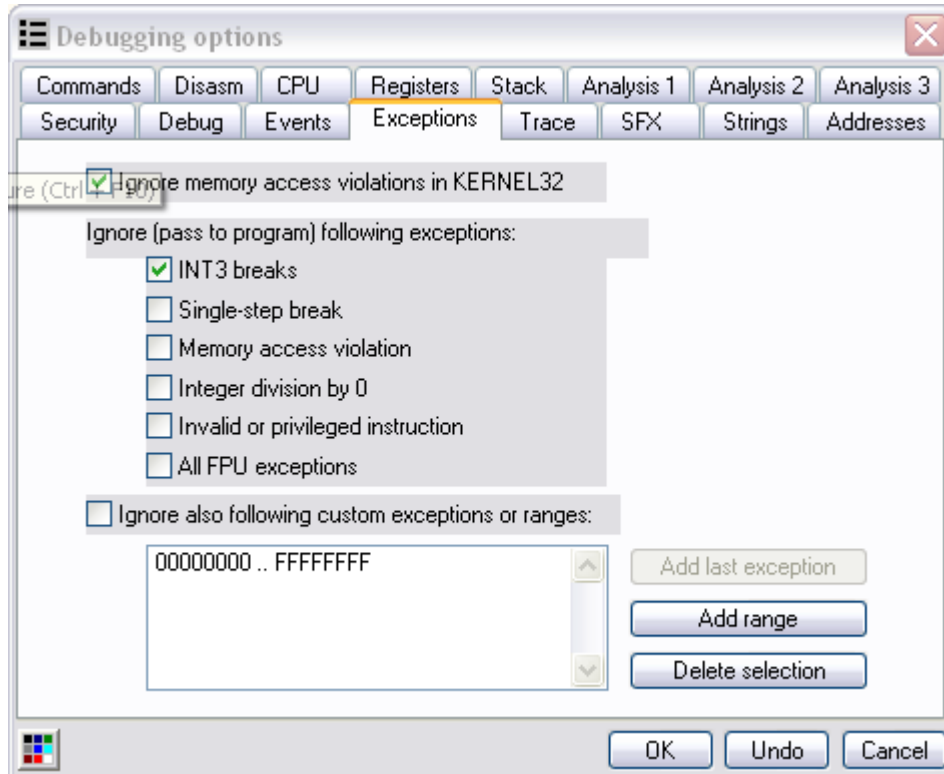 Debugging options
Commands Disasm CPU Registers Stack Analysis 1 Analysis 2 Analysis 3
Security Debug Events Exceptions Trace SFX Strings Addresses
Ignore memory access violations in KERNEL32
ure (Ctrl + F10)
Ignore (pass to program) following exceptions:
INT3 breaks
Single-step break
Memory access violation
Integer division by 0
Invalid or privileged instruction
All FPU exceptions
Ignore also following custom exceptions or ranges:
00000000 .. FFFFFFFF
Add last exception
Add range
Delete selection
OK Undo Cancel